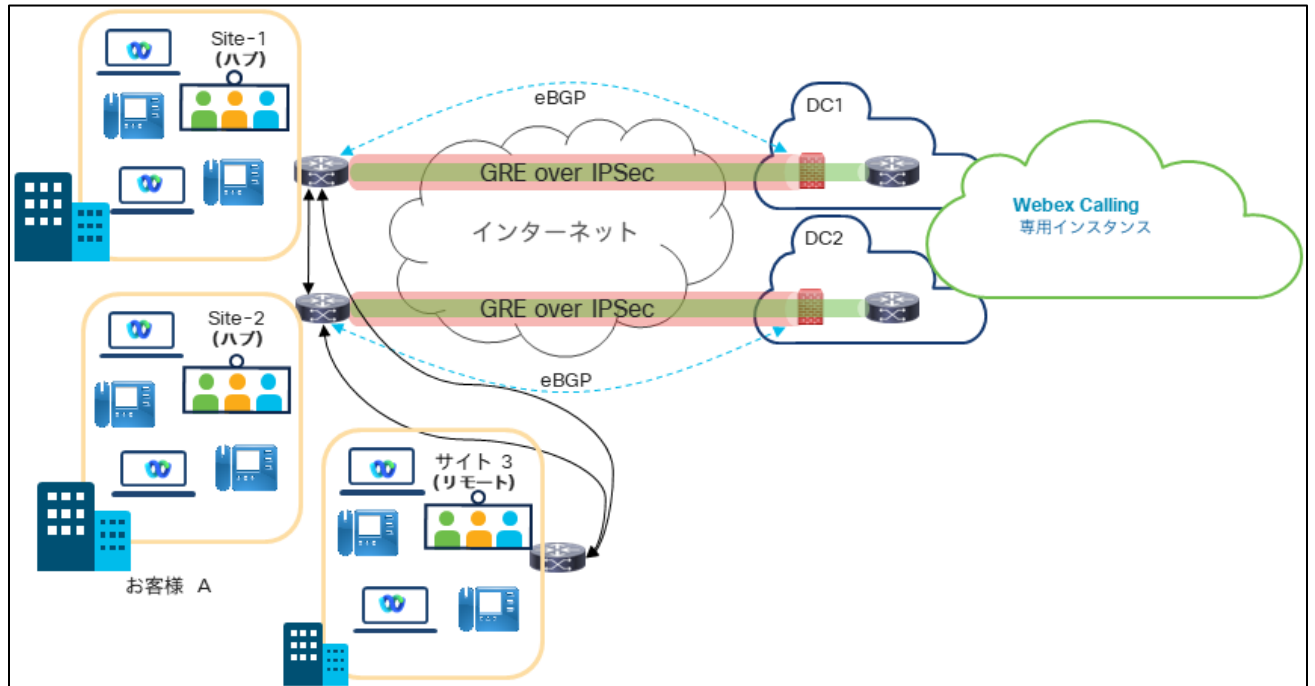 Site-1
(ハブ)
eBGP
DC1
GRE over IPSec
インターネット
Webex Calling
専用インスタンス
DC2
GRE over IPSec
Site-2
(ハブ)
eBGP
サイト 3
(リモート)
お客様 A